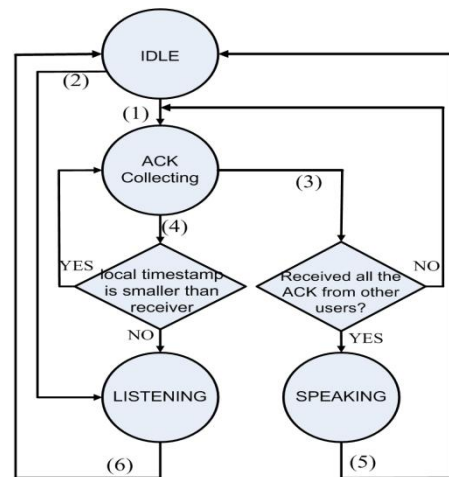 IDLE
(2)
(1)
ACK
Collecting
(3)
(4)
YES
local timestamp
is smaller than
receiver
Received all the
ACK from other
users?
NO
NO
YES
LISTENING
SPEAKING
(6)
(5)